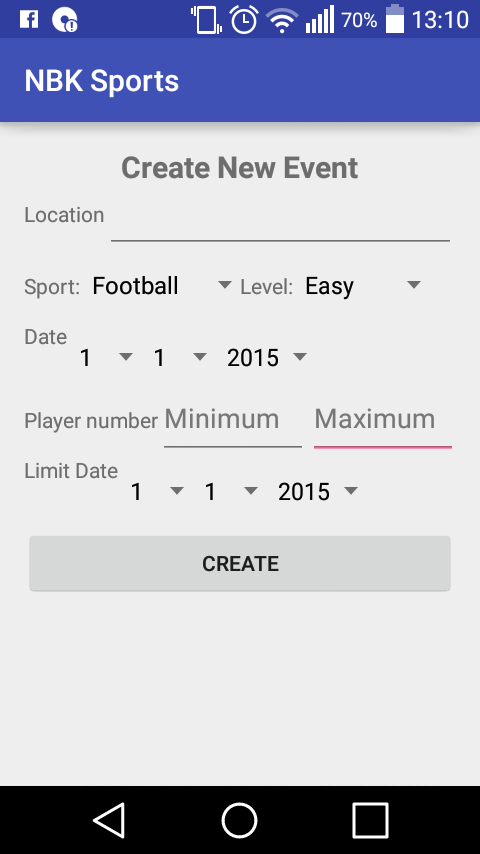 70% 13:10
NBK Sports
Create New Event
Location
Sport: Football Level: Easy
Date
1 1 2015
Player number Minimum Maximum
Limit Date
1 1 2015
CREATE